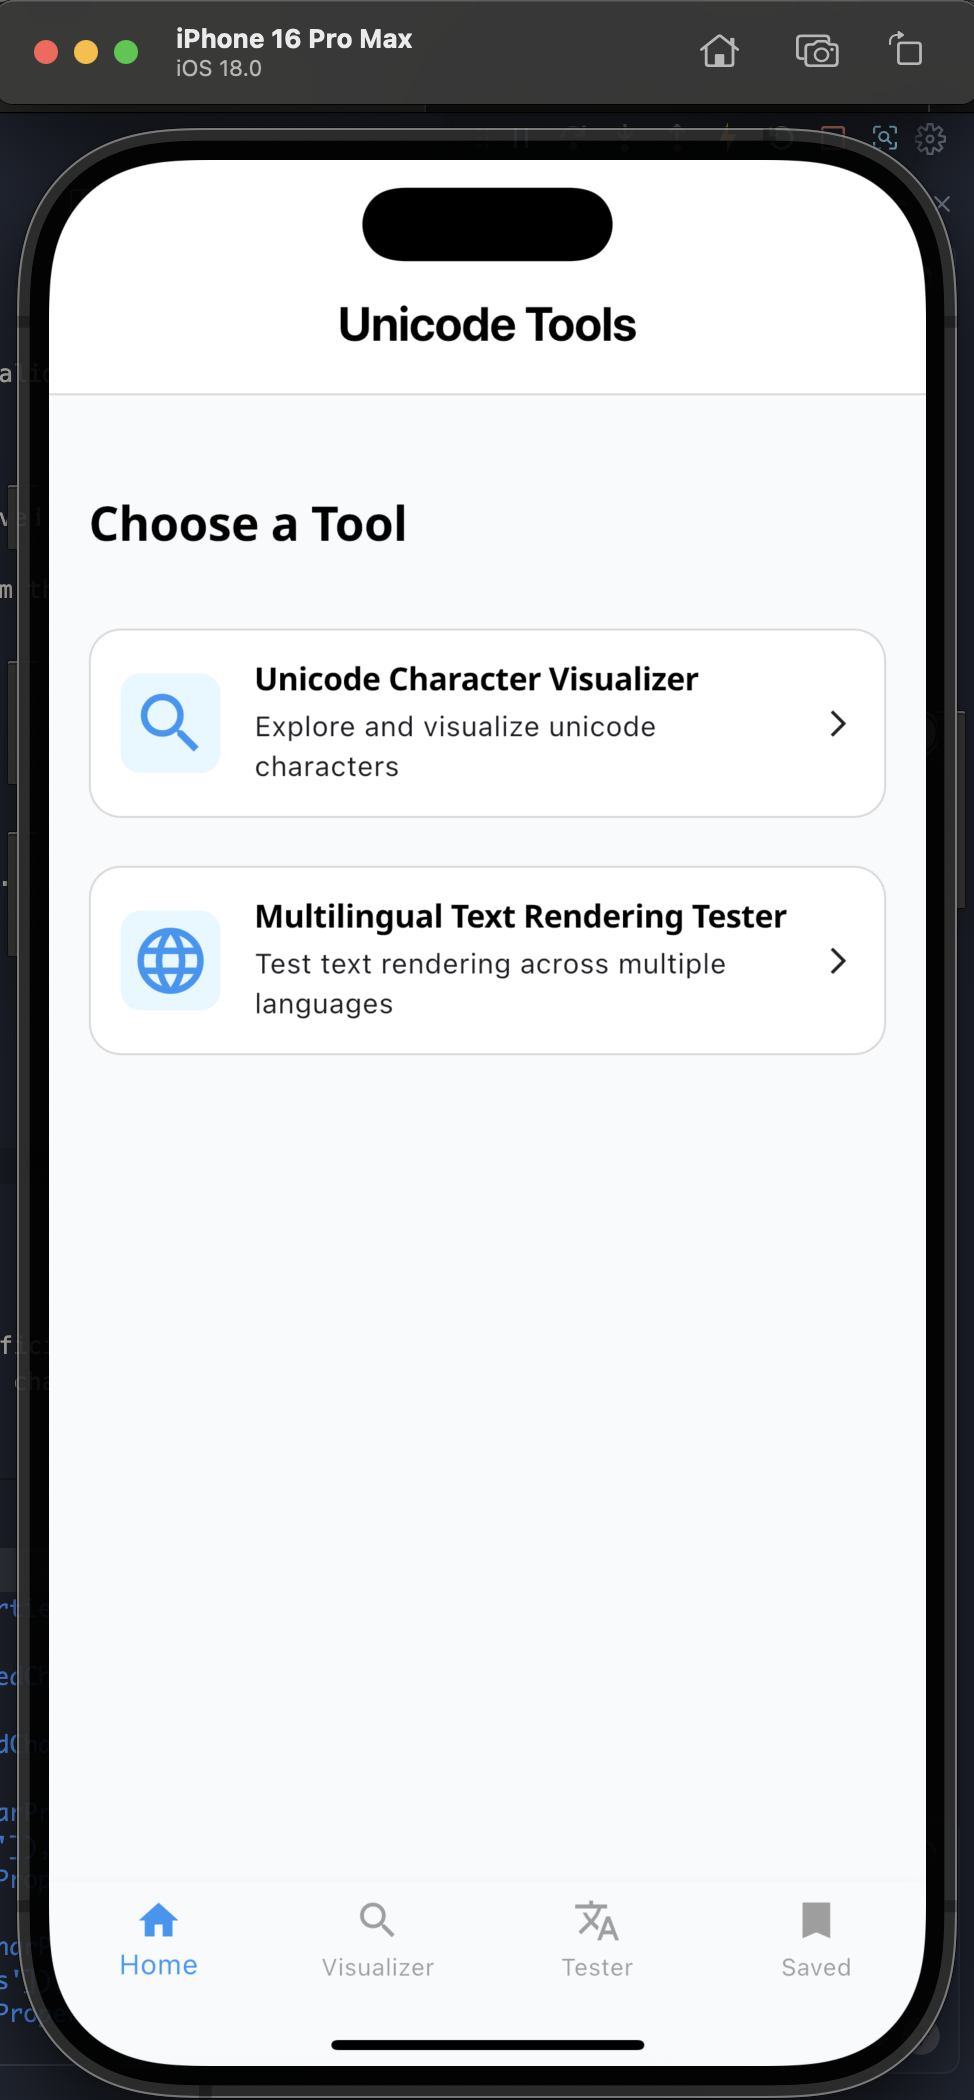 iPhone 16 Pro Max
iOS 18.0
Unicode Tools
Choose a Tool
Unicode Character Visualizer
Explore and visualize unicode
characters
Multilingual Text Rendering Tester
Test text rendering across multiple
languages
Home
Visualizer
Tester
Saved